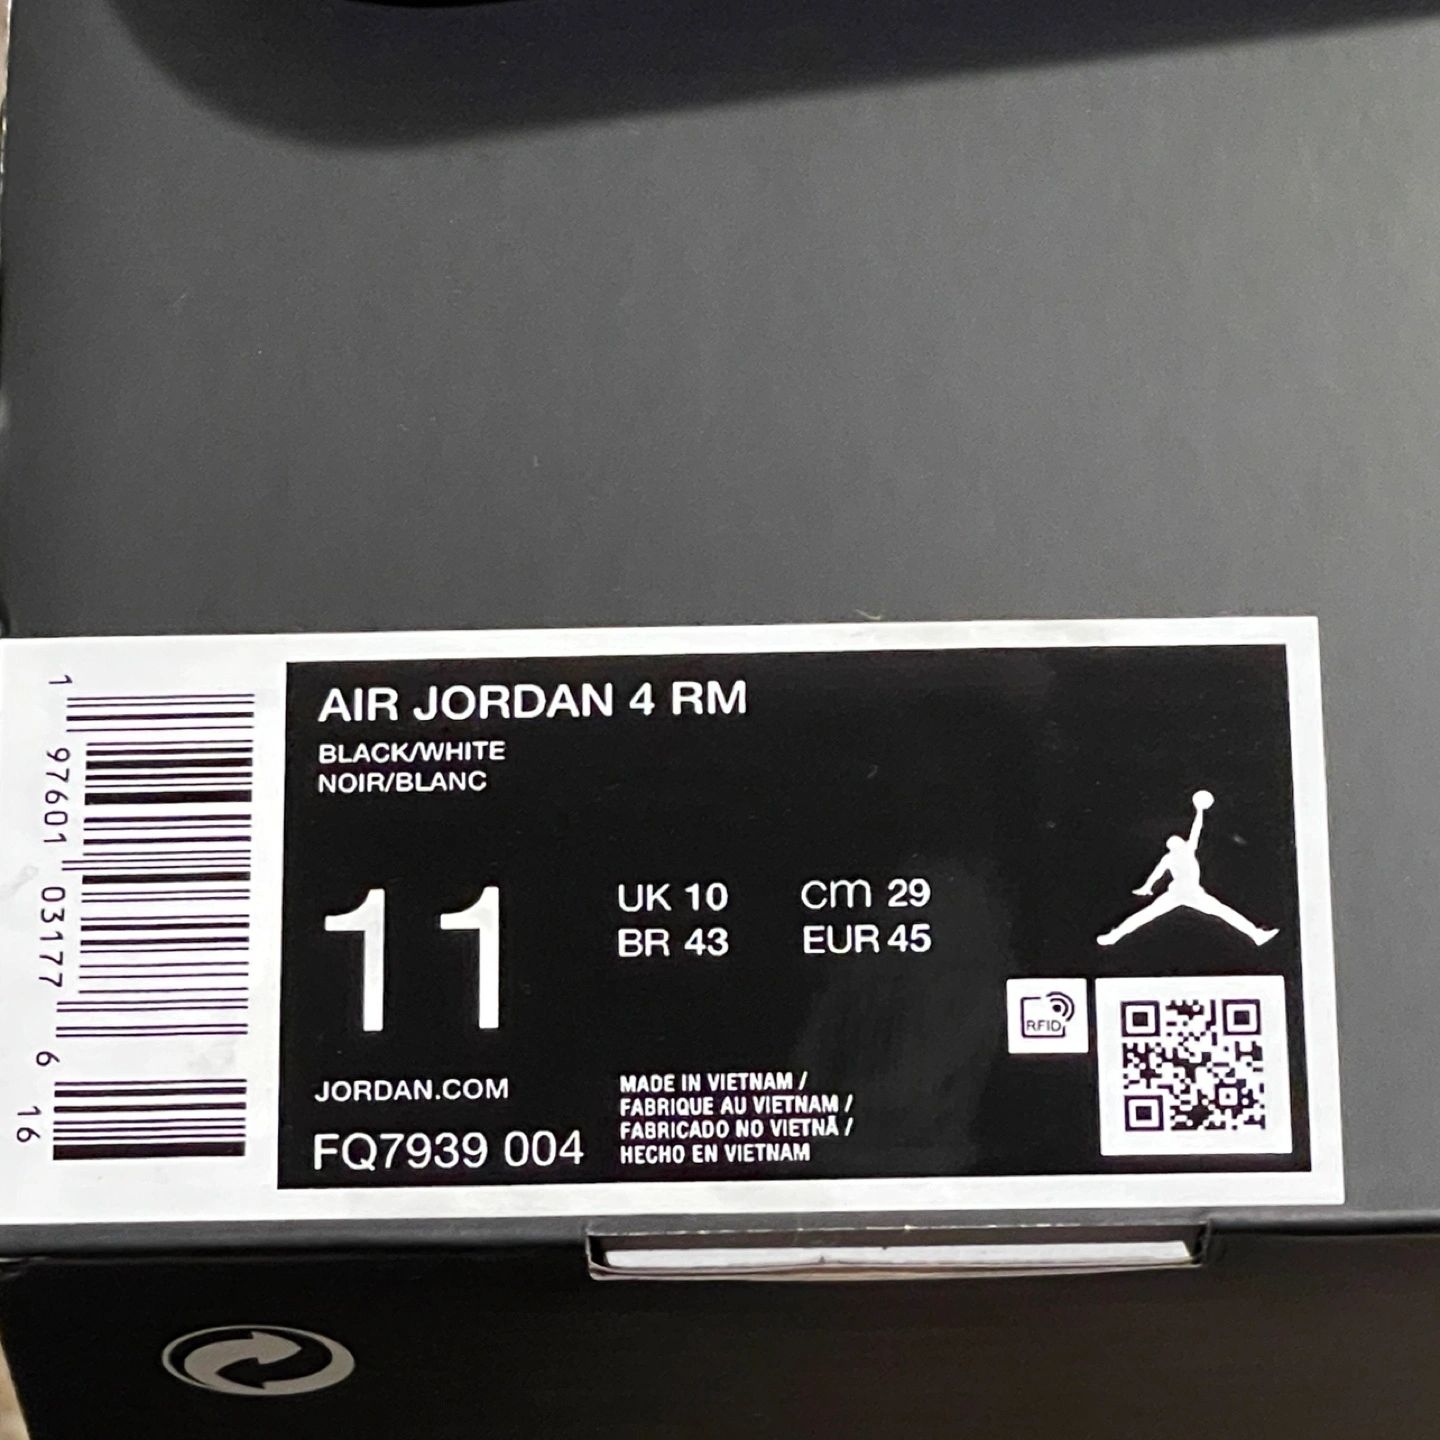 AIR JORDAN 4 RM
BLACK/WHITE
NOIR/BLANC
11
UK 10 cm 29
BR 43 EUR 45
RFID
JORDAN.COM
FQ7939 004
MADE IN VIETNAM /
FABRIQUE AU VIETNAM /
FABRICADO NO VIETNÃ /
HECHO EN VIETNAM
1 97601 03177 6 16